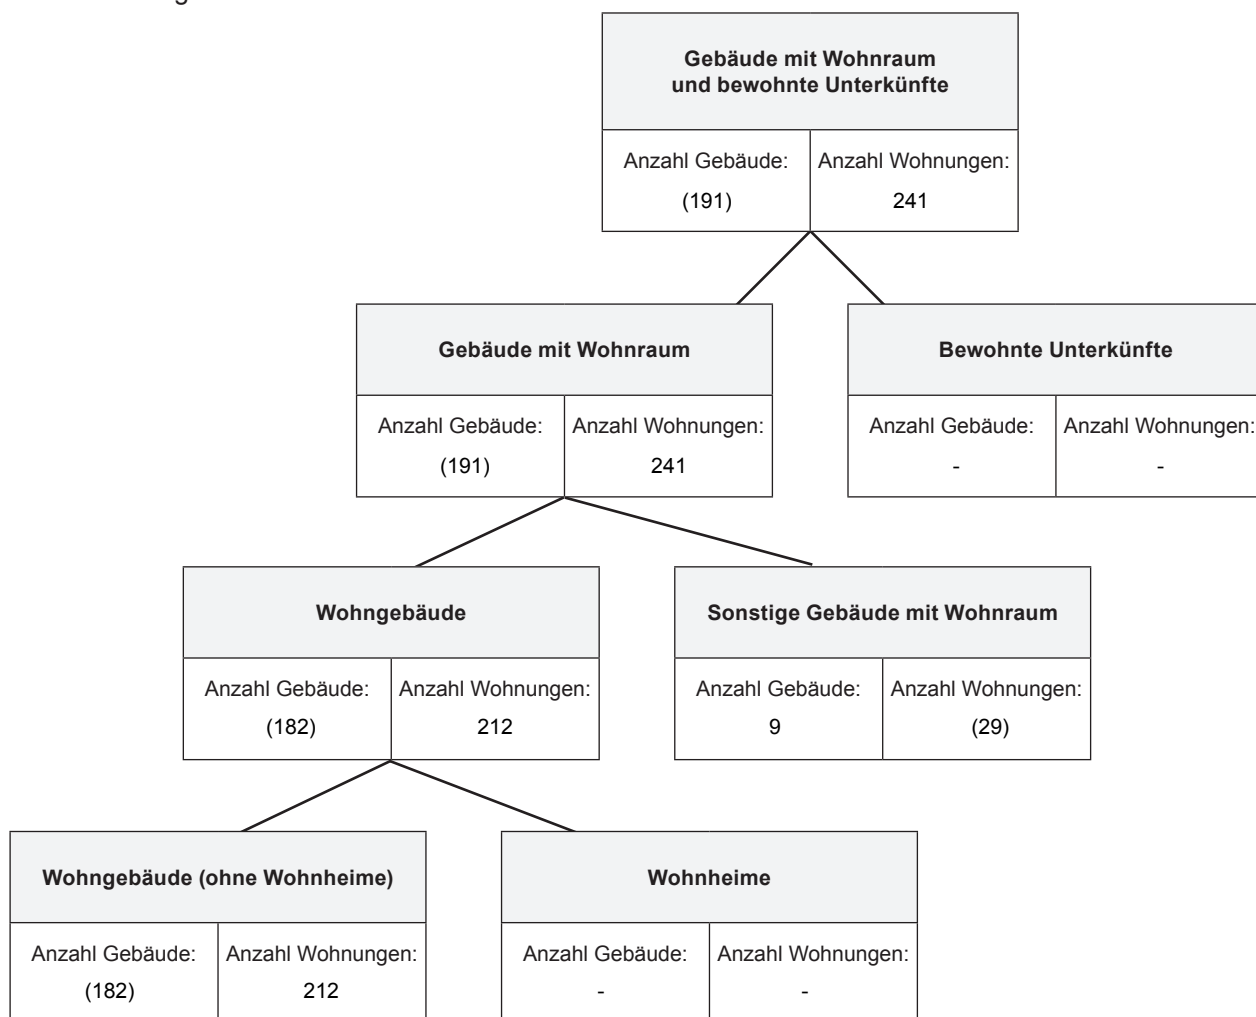 Gebäude mit Wohnraum
und bewohnte Unterkünfte
Anzahl Gebäude: Anzahl Wohnungen:
(191) 241
Gebäude mit Wohnraum
Anzahl Gebäude: Anzahl Wohnungen:
(191) 241
Bewohnte Unterkünfte
Anzahl Gebäude: Anzahl Wohnungen:
- -
Wohngebäude
Anzahl Gebäude: Anzahl Wohnungen:
(182) 212
Sonstige Gebäude mit Wohnraum
Anzahl Gebäude: Anzahl Wohnungen:
9 (29)
Wohngebäude (ohne Wohnheime)
Anzahl Gebäude: Anzahl Wohnungen:
(182) 212
Wohnheime
Anzahl Gebäude: Anzahl Wohnungen:
- -